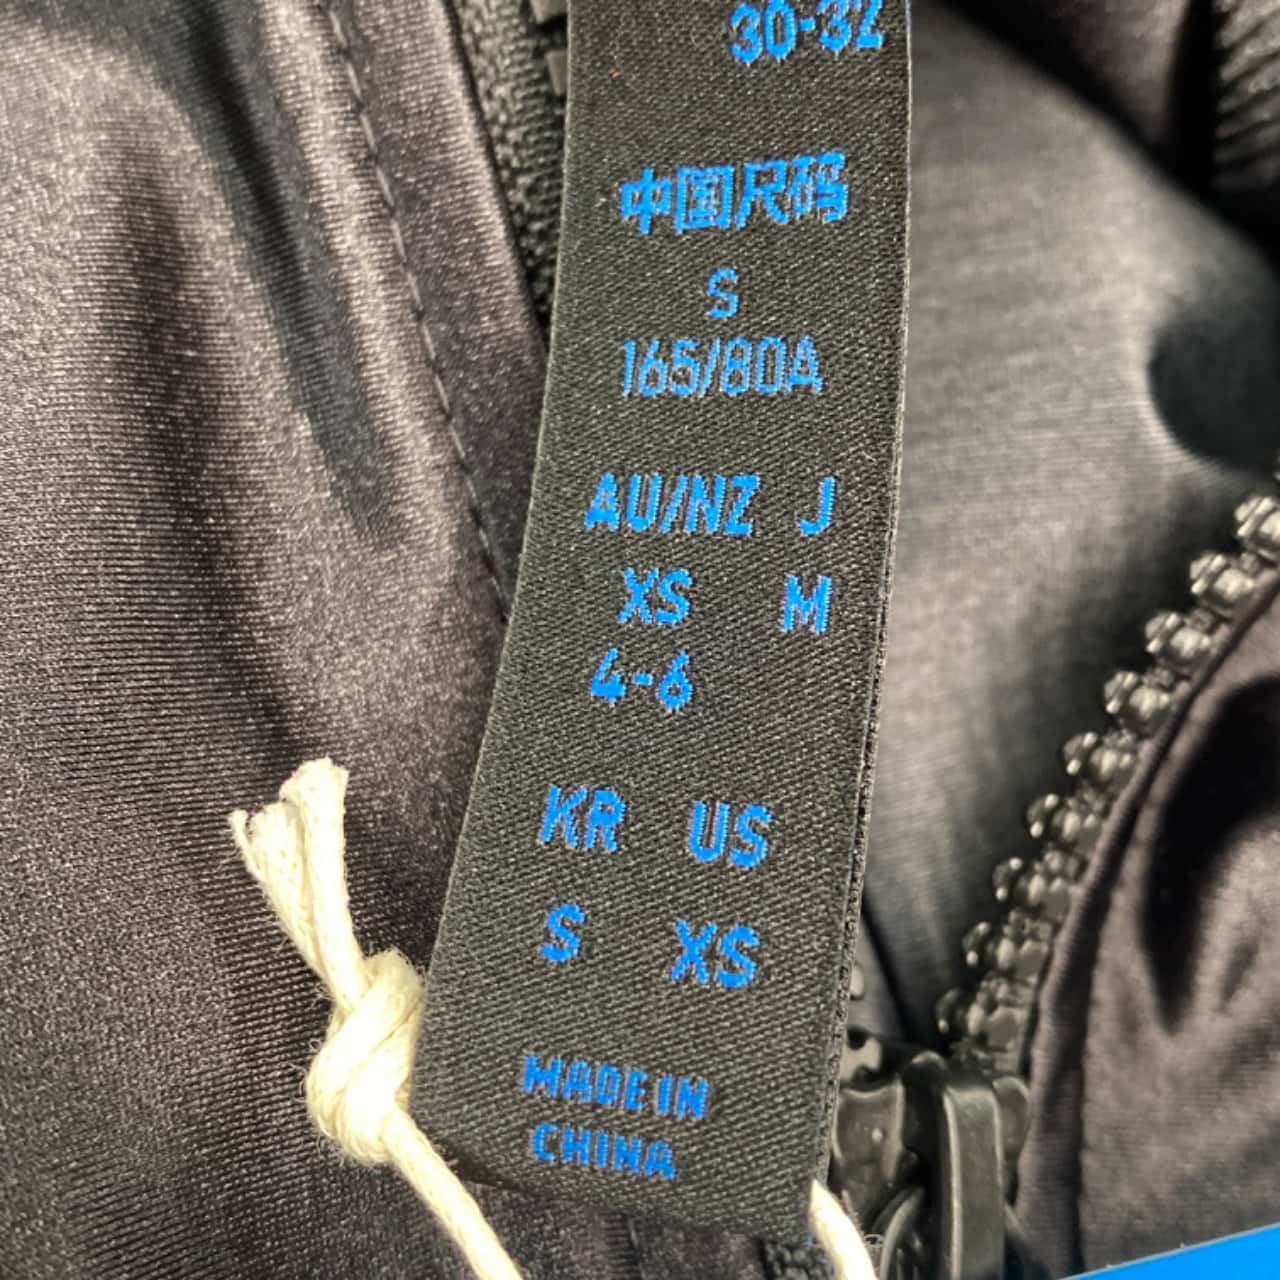 30-32
中国尺码
S
165/80A
AU/NZ J
XS M
4-6
KR US
S XS
MADE IN
CHINA